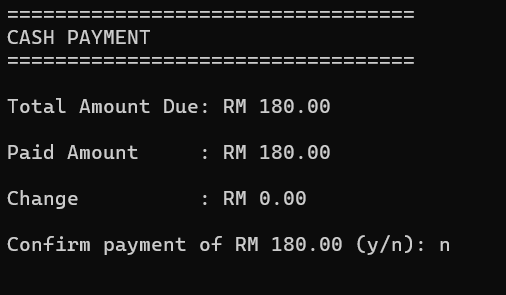 ==================================
CASH PAYMENT
==================================
Total Amount Due: RM 180.00
Paid Amount     : RM 180.00
Change          : RM 0.00
Confirm payment of RM 180.00 (y/n): n